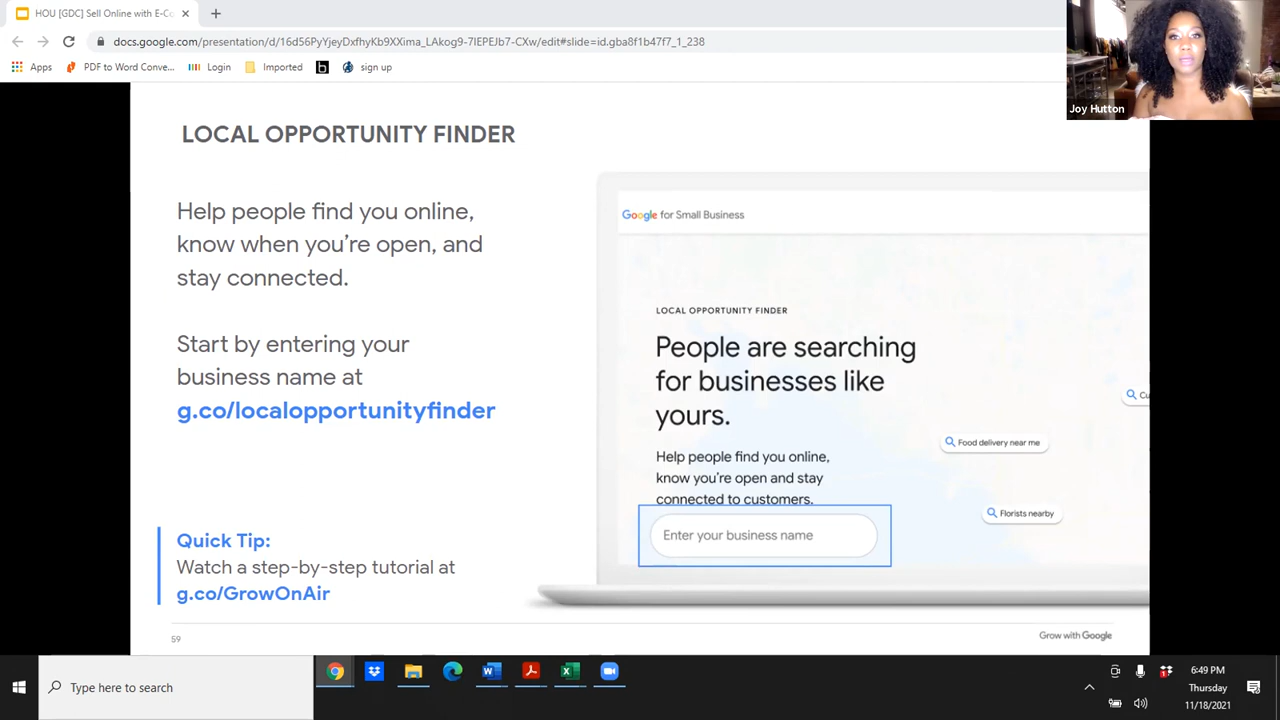 HOU [GDC] Sell Online with E-Co
docs.google.com/presentation/d/16d56PyYjeyDxfhyKb9XXima_LAkog9-7IEPEJb7-CXw/edit#slide=id.gba8f1b47f7_1_238
Apps PDF to Word Conve... Login Imported sign up
Joy Hutton
LOCAL OPPORTUNITY FINDER
Help people find you online,
know when you’re open, and
stay connected.
Start by entering your
business name at
g.co/localopportunityfinder
Quick Tip:
Watch a step-by-step tutorial at
g.co/GrowOnAir
Google for Small Business
LOCAL OPPORTUNITY FINDER
People are searching
for businesses like
yours.
Help people find you online,
know you’re open and stay
connected to customers.
Enter your business name
Cu
Food delivery near me
Florists nearby
59
Grow with Google
Type here to search
6:49 PM
Thursday
11/18/2021